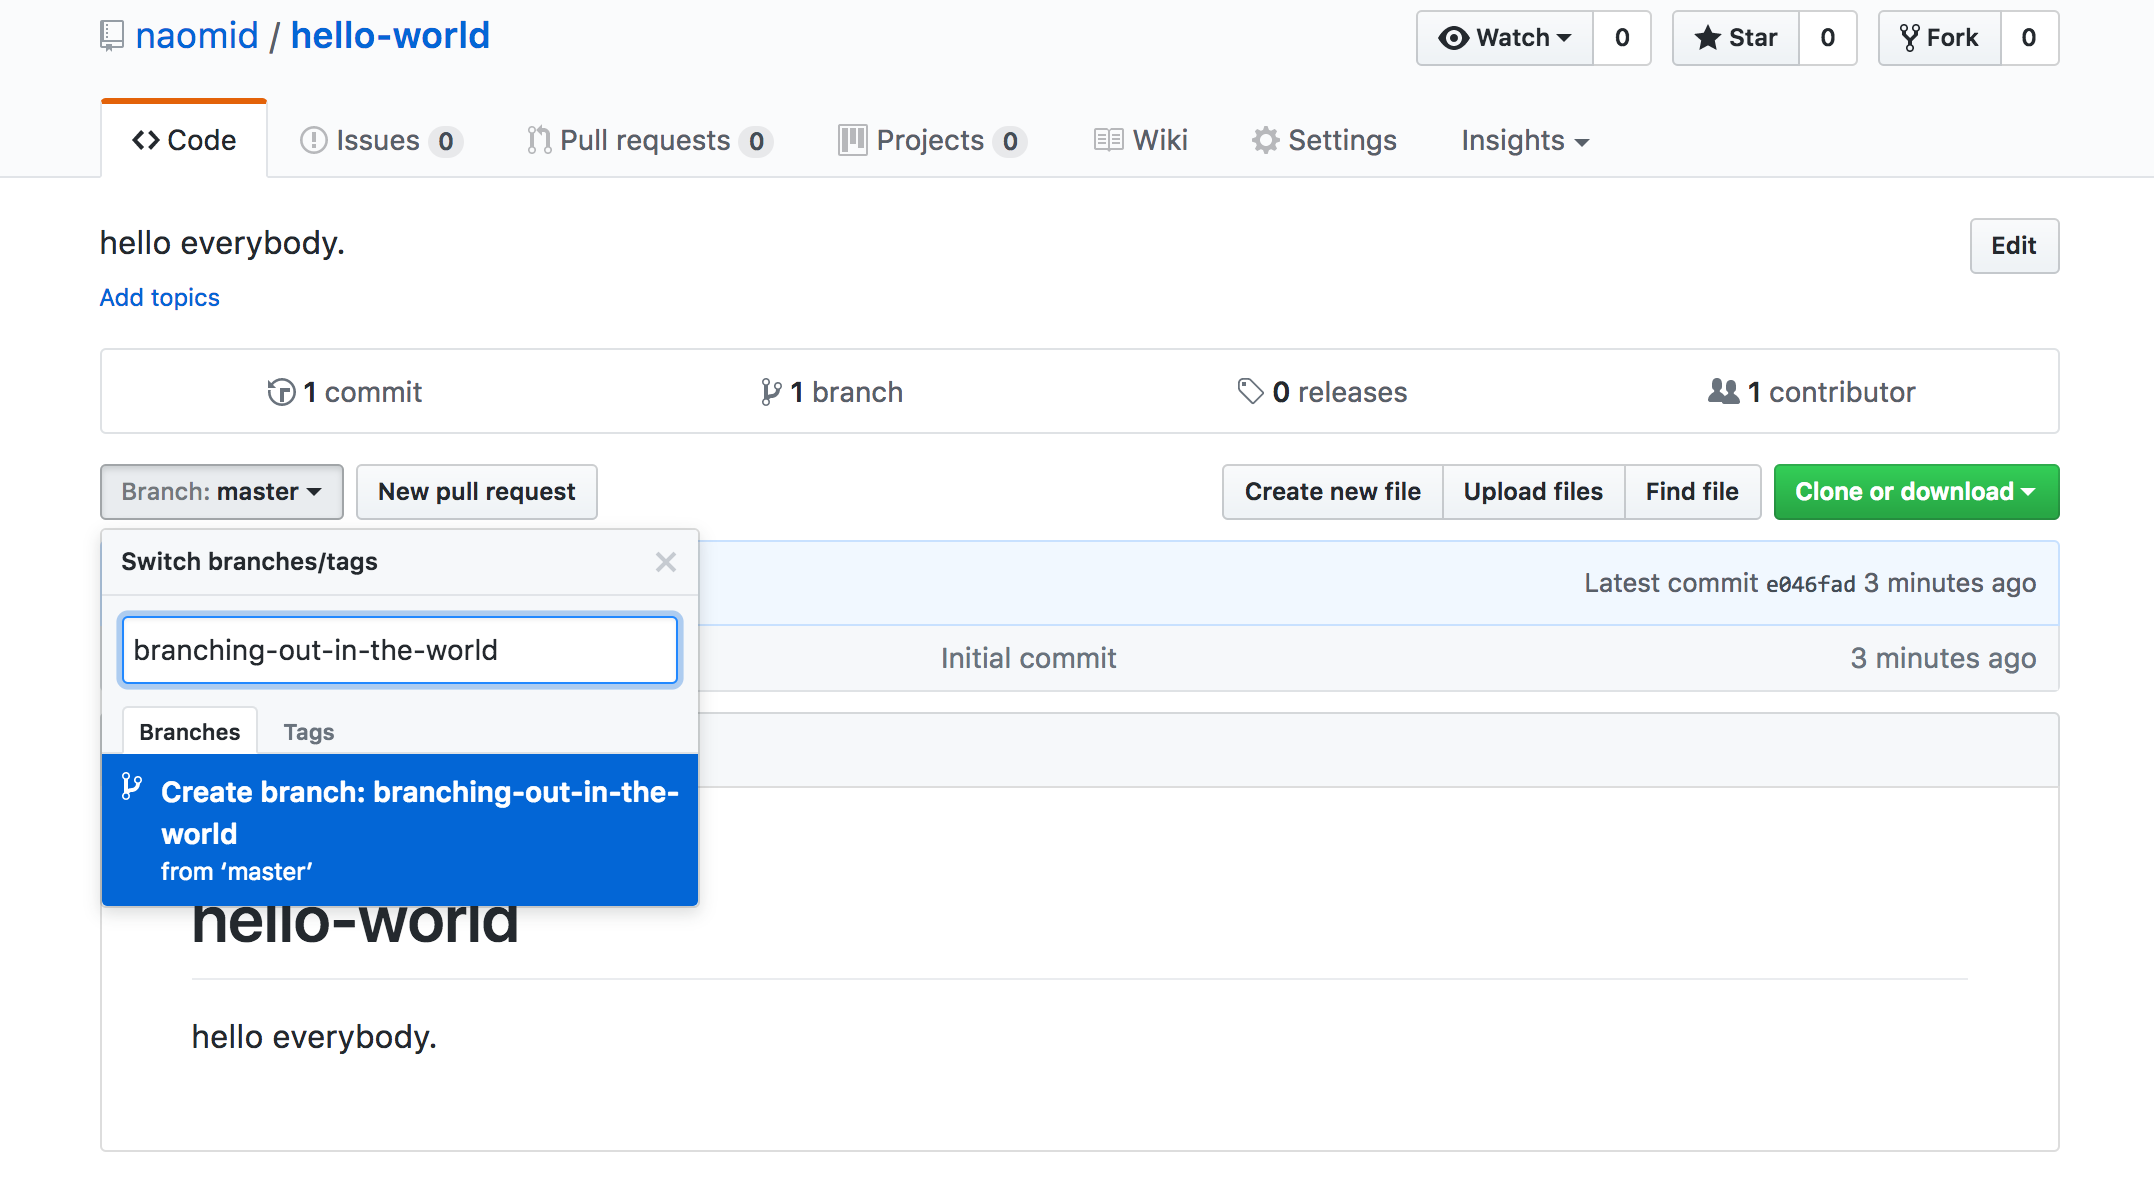 naomid / hello-world
Watch 0 Star 0 Fork 0
Code Issues 0 Pull requests 0 Projects 0 Wiki Settings Insights
hello everybody.
Edit
Add topics
1 commit 1 branch 0 releases 1 contributor
Branch: master New pull request Create new file Upload files Find file Clone or download
Switch branches/tags
Latest commit e046fad 3 minutes ago
branching-out-in-the-world
Initial commit 3 minutes ago
Branches Tags
Create branch: branching-out-in-the-
world
from ‘master’
hello-world
hello everybody.